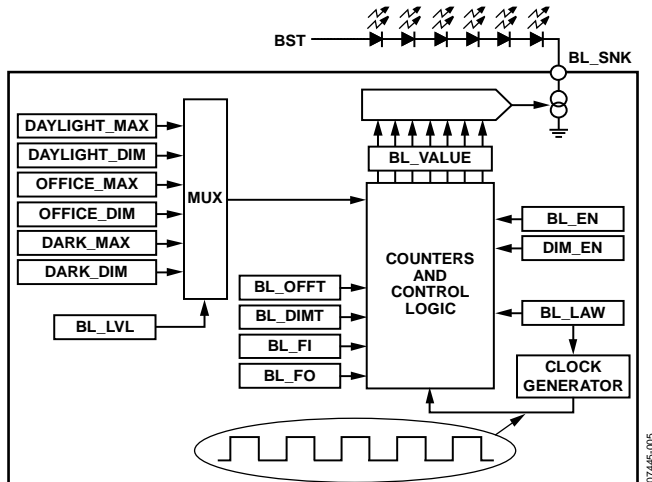 BST
BL_SNK
DAYLIGHT_MAX
DAYLIGHT_DIM
OFFICE_MAX
OFFICE_DIM
DARK_MAX
DARK_DIM
BL_LVL
MUX
BL_VALUE
COUNTERS
AND
CONTROL
LOGIC
BL_OFFT
BL_DIMT
BL_FI
BL_FO
BL_EN
DIM_EN
BL_LAW
CLOCK
GENERATOR
07445-005